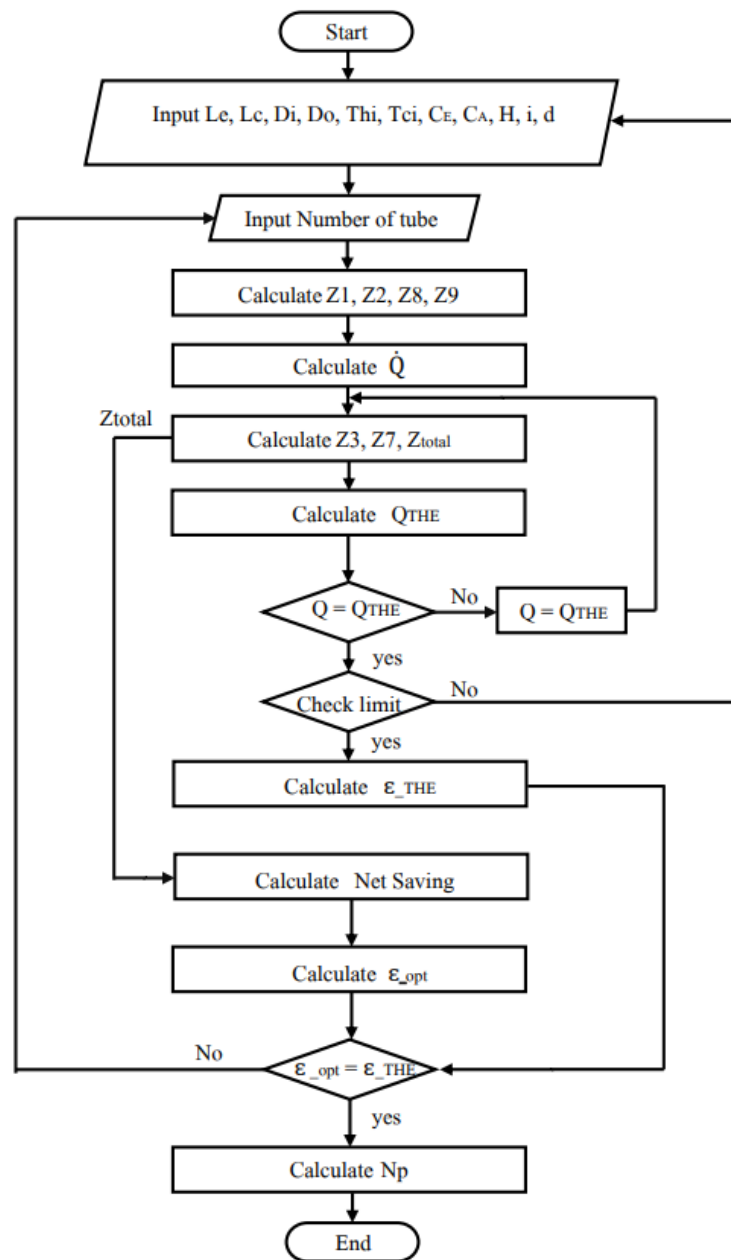 Start
Input Le, Lc, Di, Do, Thi, Tci, CE, CA, H, i, d
Input Number of tube
Calculate Z1, Z2, Z8, Z9
Calculate Q̇
Ztotal
Calculate Z3, Z7, Ztotal
Calculate QTHE
Q = QTHE
No
Q = QTHE
yes
Check limit
No
yes
Calculate ε_THE
Calculate Net Saving
Calculate ε_opt
No
ε_opt = ε_THE
yes
Calculate Np
End